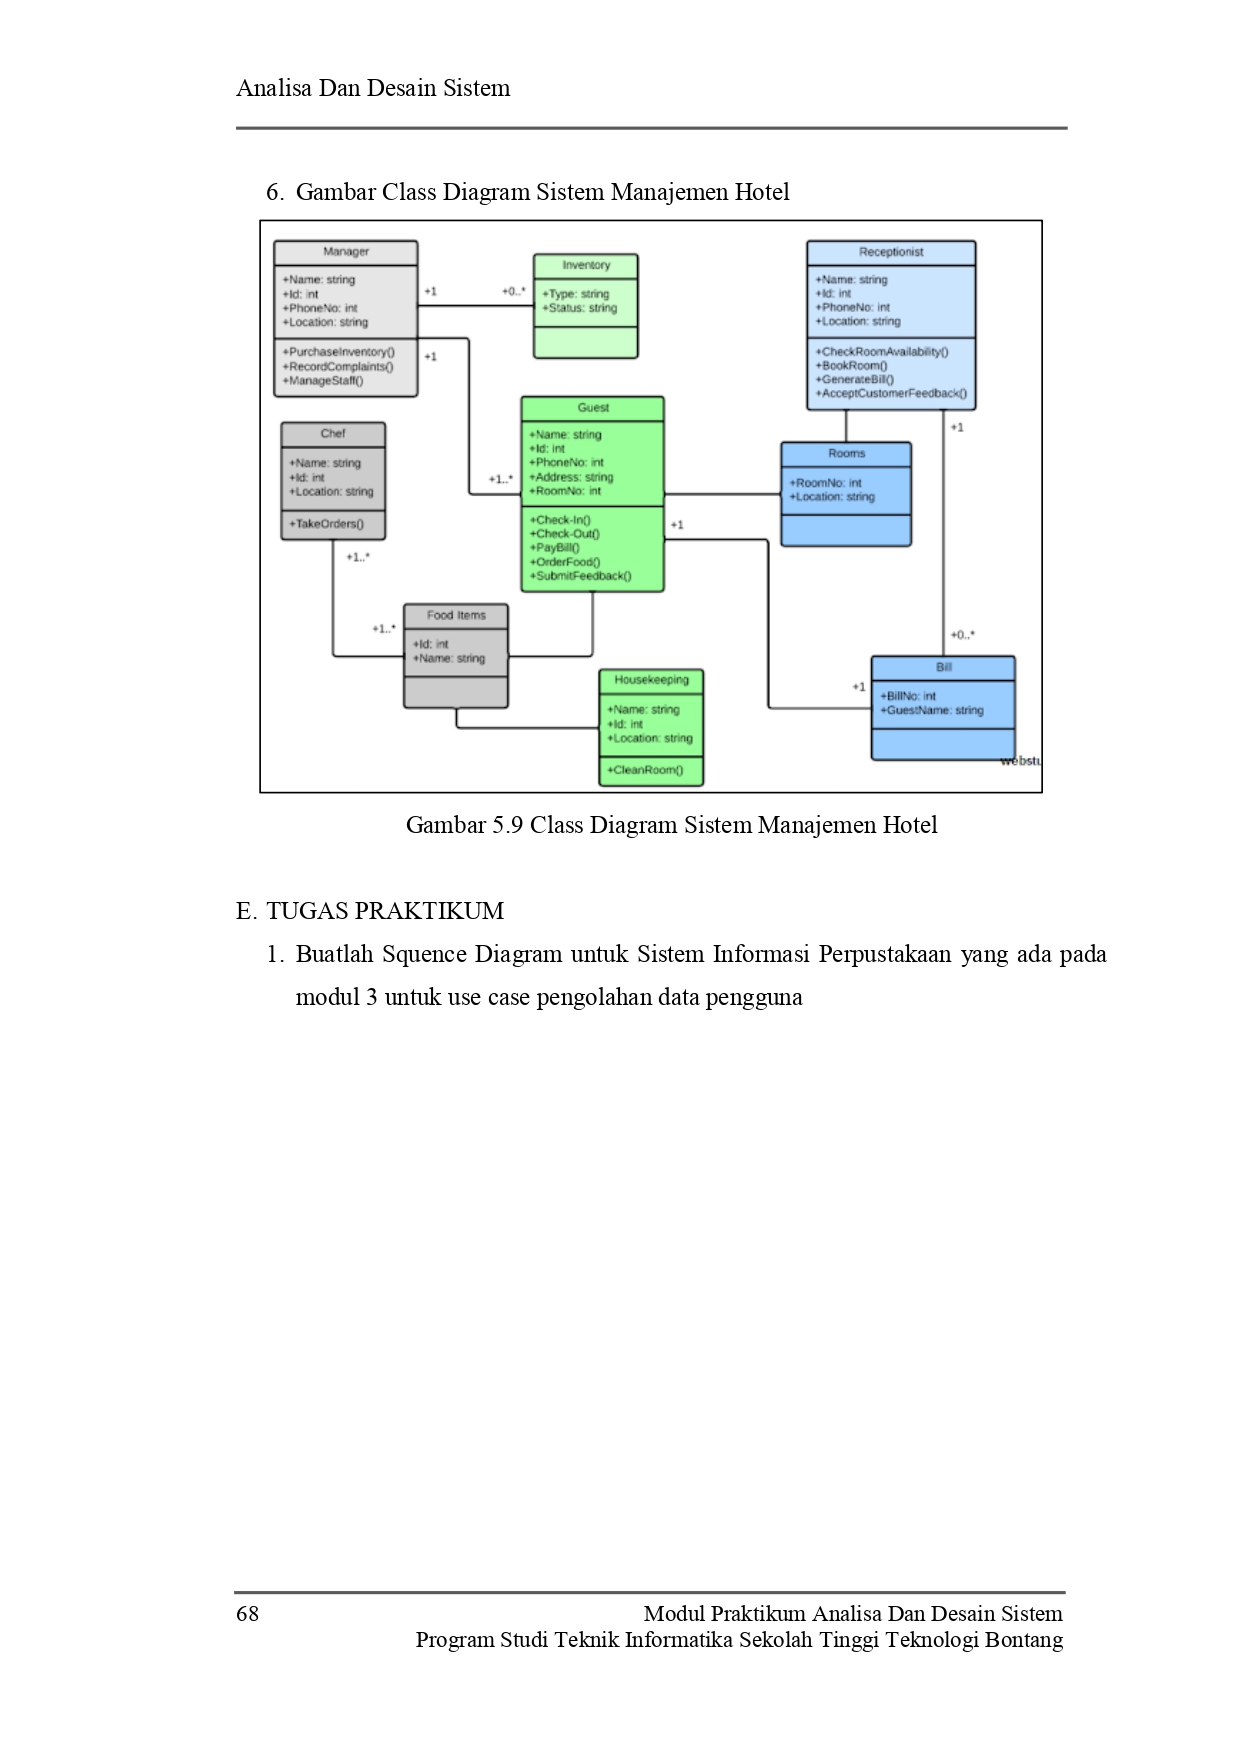 Analisa Dan Desain Sistem
6. Gambar Class Diagram Sistem Manajemen Hotel
Manager
+Name: string
+Id: int
+PhoneNo: int
+Location: string
+PurchaseInventory()
+RecordComplaints()
+ManageStaff()
+1
+0..*
+1
Inventory
+Type: string
+Status: string
Receptionist
+Name: string
+Id: int
+PhoneNo: int
+Location: string
+CheckRoomAvailability()
+BookRoom()
+GenerateBill()
+AcceptCustomerFeedback()
+1
Chef
+Name: string
+Id: int
+Location: string
+TakeOrders()
+1..*
+1..*
Guest
+Name: string
+Id: int
+PhoneNo: int
+Address: string
+RoomNo: int
+Check-In()
+Check-Out()
+PayBill()
+OrderFood()
+SubmitFeedback()
+1
Rooms
+RoomNo: int
+Location: string
+1..*
Food Items
+Id: int
+Name: string
Housekeeping
+Name: string
+Id: int
+Location: string
+CleanRoom()
+0..*
+1
Bill
+BillNo: int
+GuestName: string
webstu
Gambar 5.9 Class Diagram Sistem Manajemen Hotel
E. TUGAS PRAKTIKUM
1. Buatlah Squence Diagram untuk Sistem Informasi Perpustakaan yang ada pada
modul 3 untuk use case pengolahan data pengguna
68
Modul Praktikum Analisa Dan Desain Sistem
Program Studi Teknik Informatika Sekolah Tinggi Teknologi Bontang